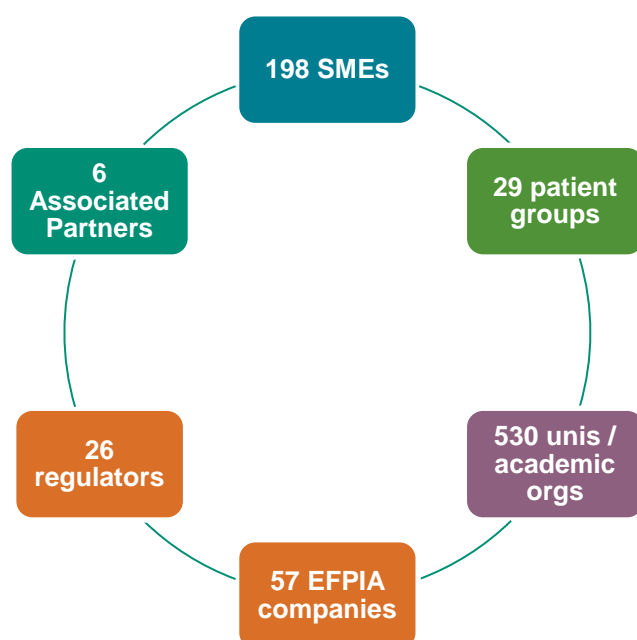 198 SMEs
29 patient
groups
530 unis /
academic
orgs
57 EFPIA
companies
26
regulators
6
Associated
Partners